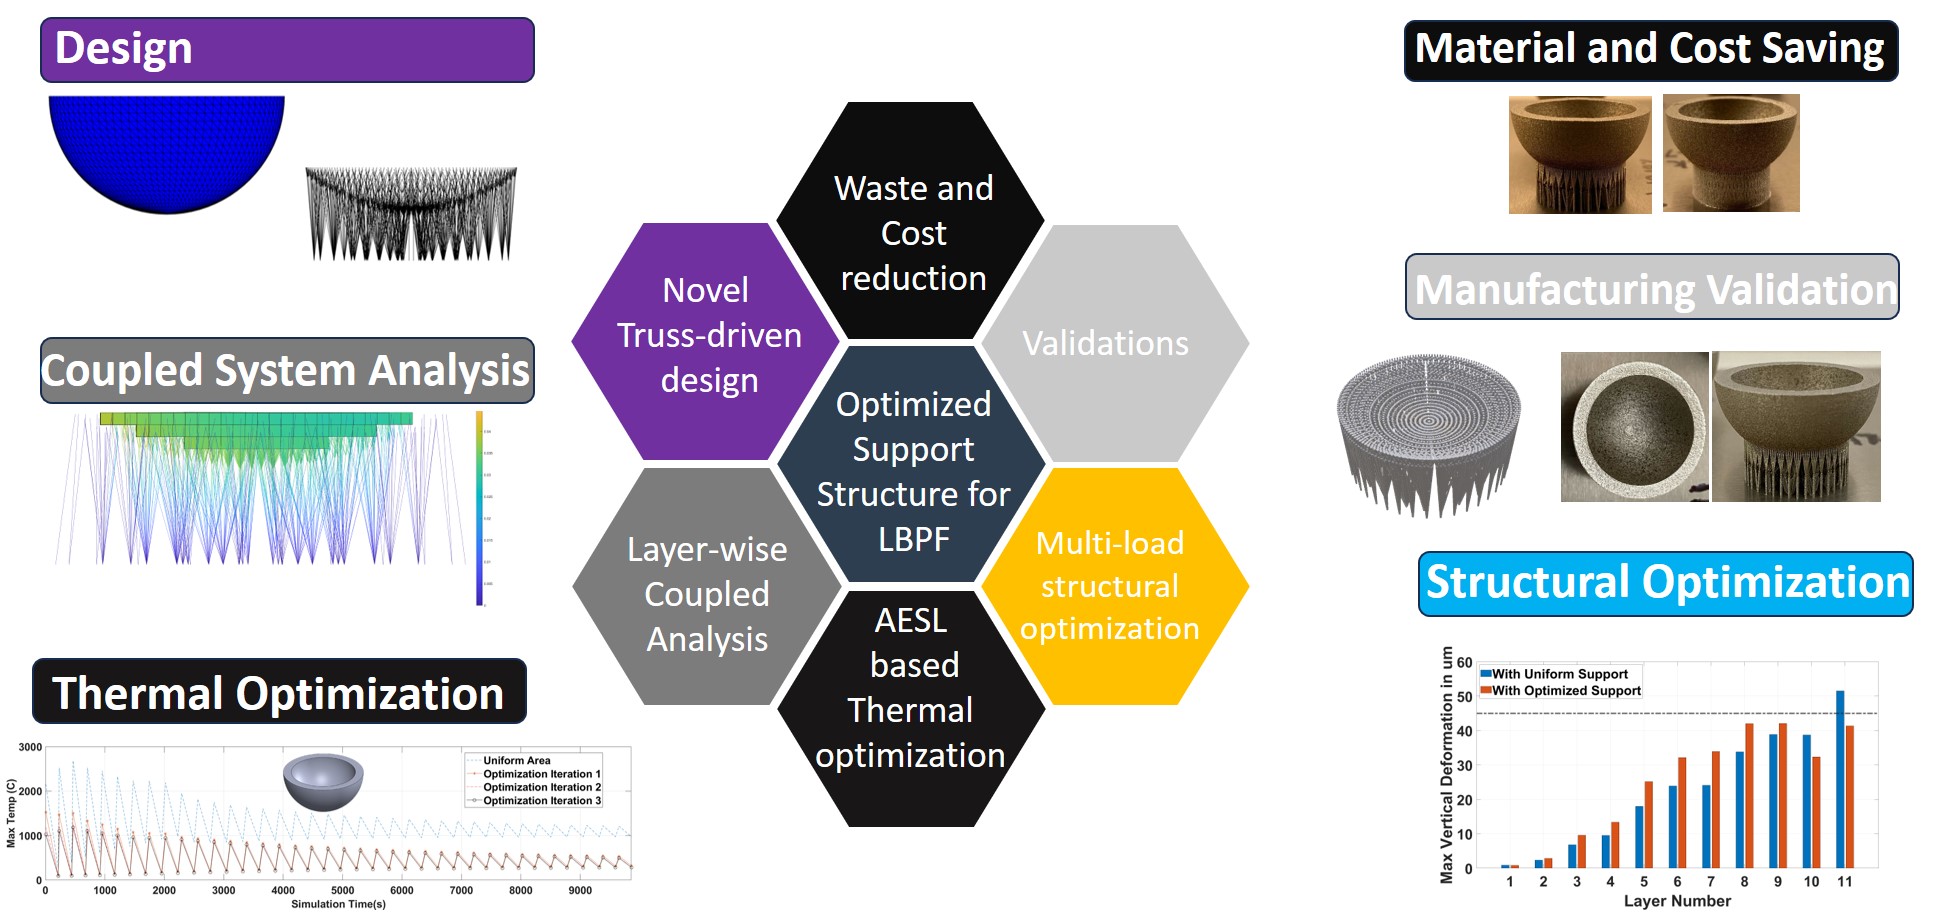 Design
Coupled System Analysis
Thermal Optimization
3000
2000
1000
0
Max Temp (C)
Uniform Area
Optimization Iteration 1
Optimization Iteration 2
Optimization Iteration 3
0
1000
2000
3000
4000
5000
6000
7000
8000
9000
Simulation Time(s)
Waste and
Cost
reduction
Novel
Truss-driven
design
Validations
Optimized
Support
Structure for
LBPF
Layer-wise
Coupled
Analysis
Multi-load
structural
optimization
AESL
based
Thermal
optimization
Material and Cost Saving
Manufacturing Validation
Structural Optimization
Max Vertical Deformation in um
60
50
40
30
20
10
0
With Uniform Support
With Optimized Support
1
2
3
4
5
6
7
8
9
10
11
Layer Number